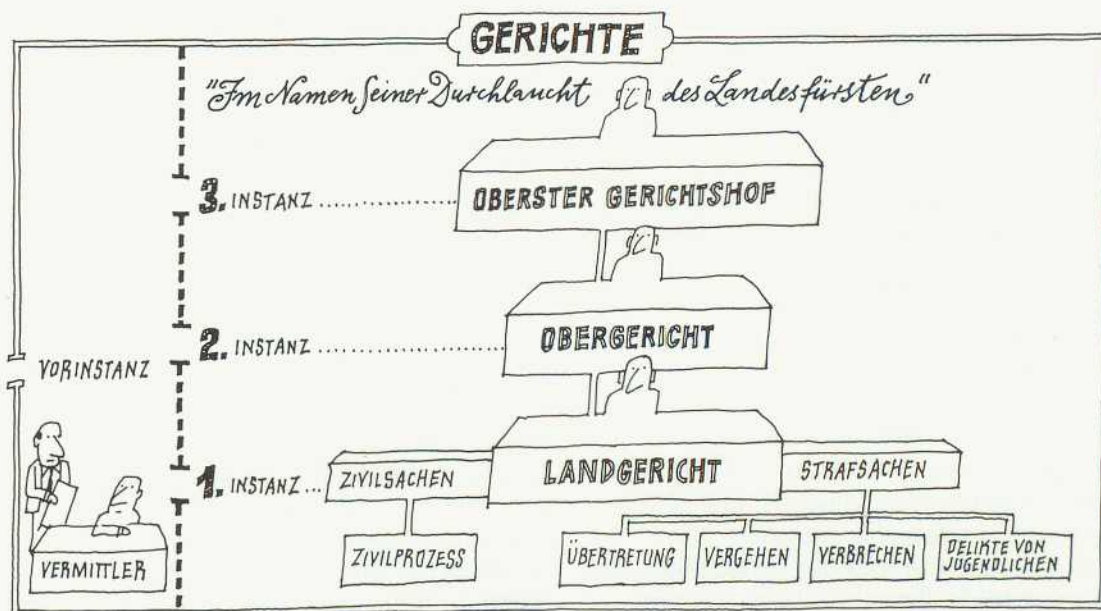 GERICHTE
"Im Namen Seiner Durchlaucht des Landesfürsten."
3. INSTANZ
OBERSTER GERICHTSHOF
2. INSTANZ
OBERGERICHT
VORINSTANZ
1. INSTANZ
ZIVILSACHEN
LANDGERICHT
STRAFSACHEN
VERMITTLER
ZIVILPROZESS
ÜBERTRETUNG
VERGEHEN
VERBRECHEN
DELIKTE VON
JUGENDLICHEN